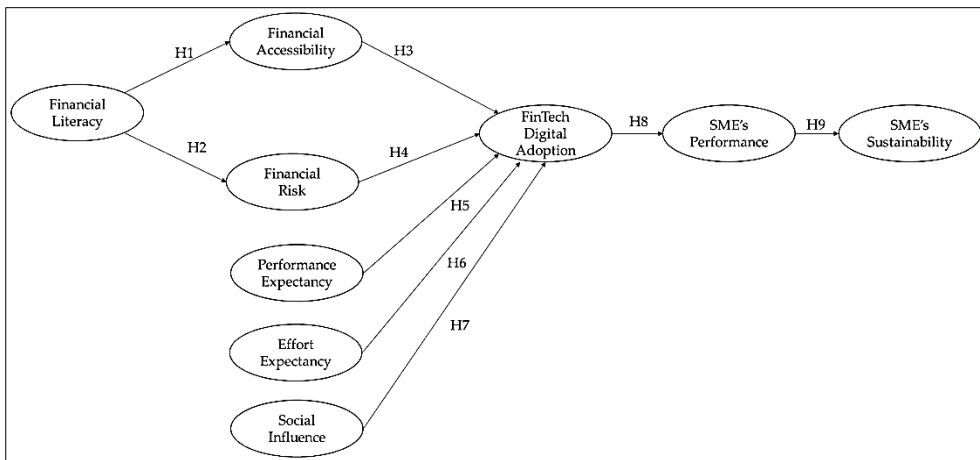 Financial
Accessibility
H1
H3
Financial
Literacy
FinTech
Digital
Adoption
H8
SME's
Performance
H9
SME's
Sustainability
H2
H4
Financial
Risk
H5
Performance
Expectancy
H6
H7
Effort
Expectancy
Social
Influence